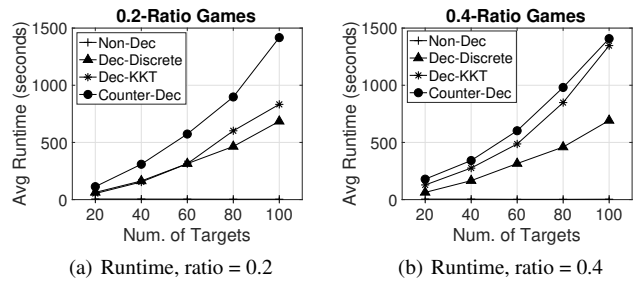 0.2-Ratio Games
Avg Runtime (seconds)
1500
1000
500
0
Non-Dec
Dec-Discrete
Dec-KKT
Counter-Dec
20 40 60 80 100
Num. of Targets
(a) Runtime, ratio = 0.2
0.4-Ratio Games
Avg Runtime (seconds)
1500
1000
500
0
Non-Dec
Dec-Discrete
Dec-KKT
Counter-Dec
20 40 60 80 100
Num. of Targets
(b) Runtime, ratio = 0.4